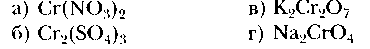 а) Cr(NO₃)₂ в) K₂Cr₂O₇
б) Cr₂(SO₄)₃ г) Na₂CrO₄